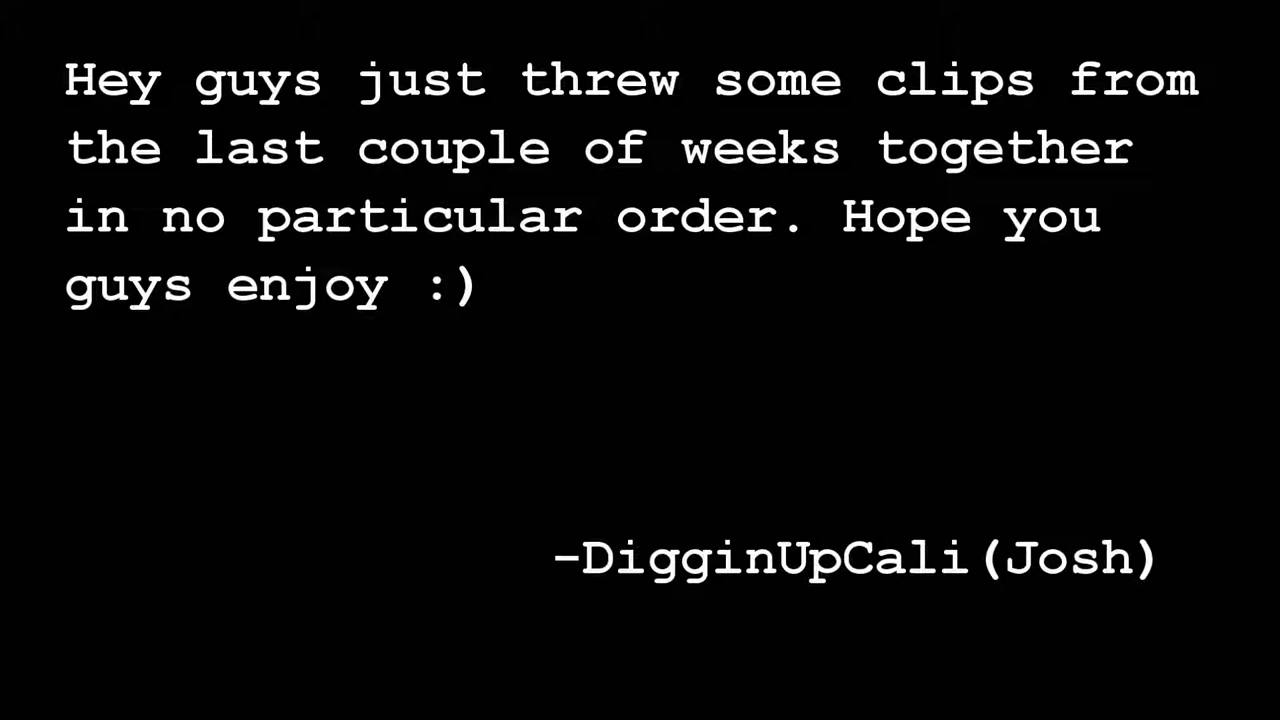 Hey guys just threw some clips from
the last couple of weeks together
in no particular order. Hope you
guys enjoy :)
-DigginUpCali(Josh)